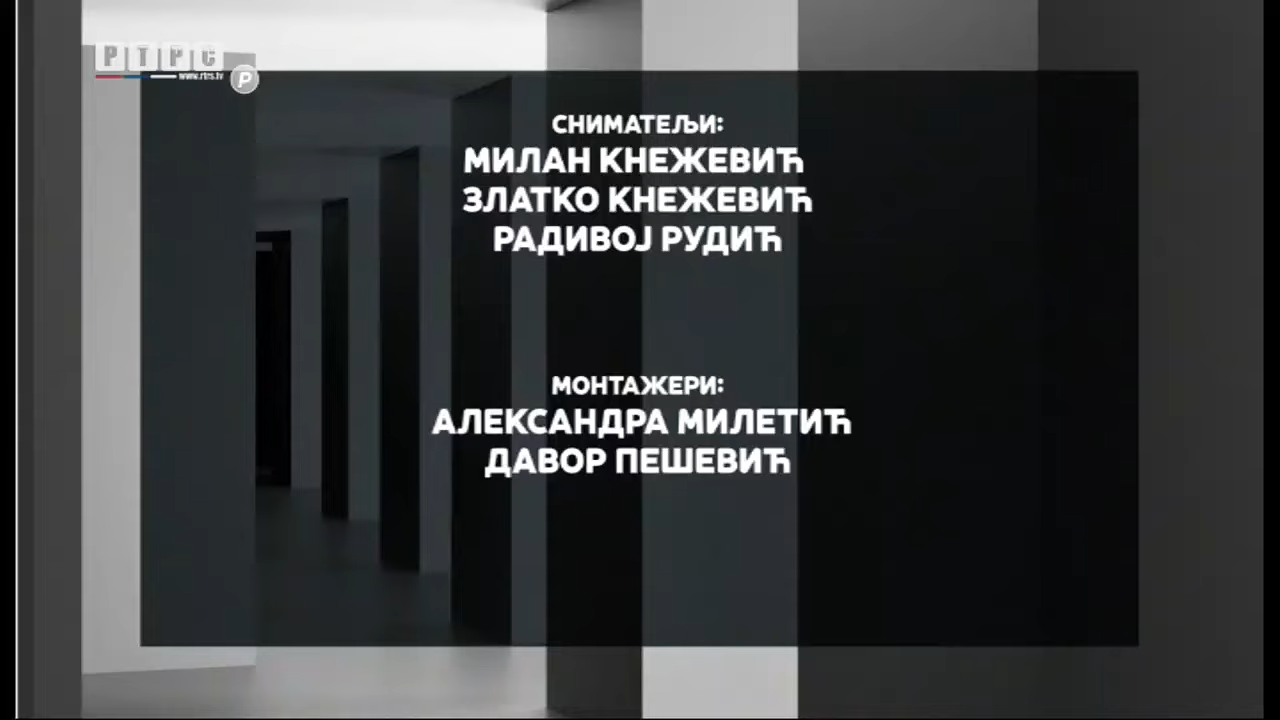 РТРС
www.rtrs.tv
P
СНИМАТЕЉИ:
МИЛАН КНЕЖЕВИЋ
ЗЛАТКО КНЕЖЕВИЋ
РАДИВОЈ РУДИЋ
МОНТАЖЕРИ:
АЛЕКСАНДРА МИЛЕТИЋ
ДАВОР ПЕШЕВИЋ